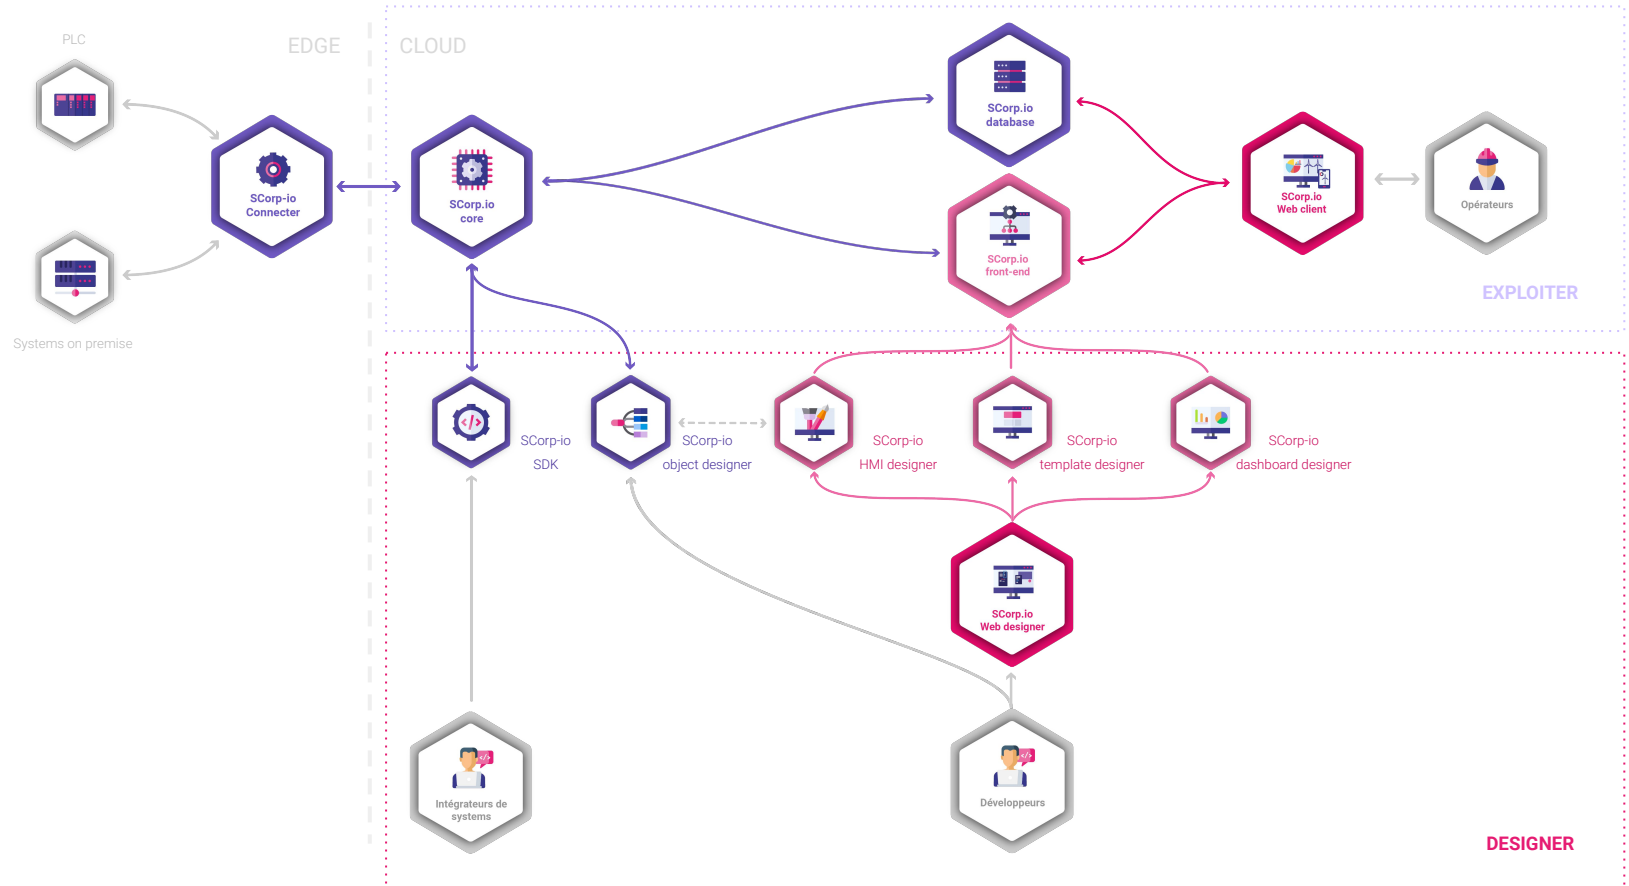 PLC
EDGE
CLOUD
SCorp.io
database
SCorp-io
Connecter
SCorp.io
core
SCorp.io
front-end
SCorp.io
Web client
Opérateurs
EXPLOITER
Systems on premise
SCorp-io
SDK
SCorp-io
object designer
SCorp-io
HMI designer
SCorp-io
template designer
SCorp-io
dashboard designer
SCorp.io
Web designer
Intégrateurs de
systems
Développeurs
DESIGNER